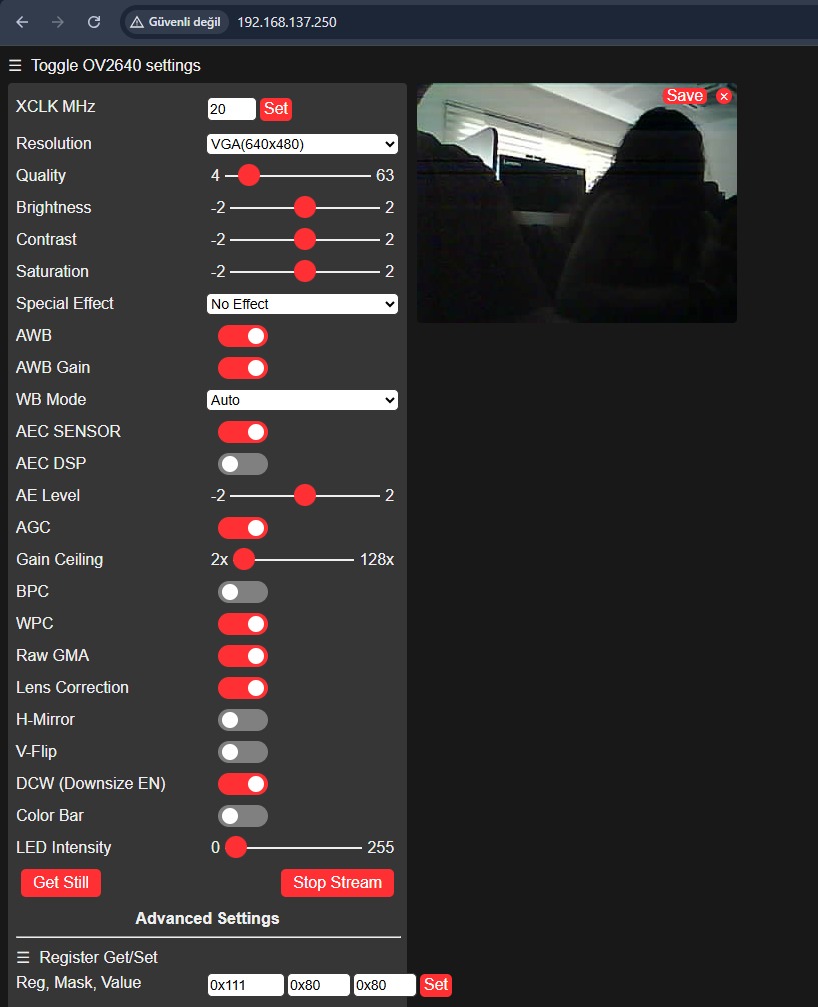 Güvenli değil 192.168.137.250
☰ Toggle OV2640 settings
XCLK MHz 20 Set
Save ×
Resolution VGA(640x480)
Quality 4 63
Brightness -2 2
Contrast -2 2
Saturation -2 2
Special Effect No Effect
AWB
AWB Gain
WB Mode Auto
AEC SENSOR
AEC DSP
AE Level -2 2
AGC
Gain Ceiling 2x 128x
BPC
WPC
Raw GMA
Lens Correction
H-Mirror
V-Flip
DCW (Downsize EN)
Color Bar
LED Intensity 0 255
Get Still Stop Stream
Advanced Settings
☰ Register Get/Set
Reg, Mask, Value 0x111 0x80 0x80 Set